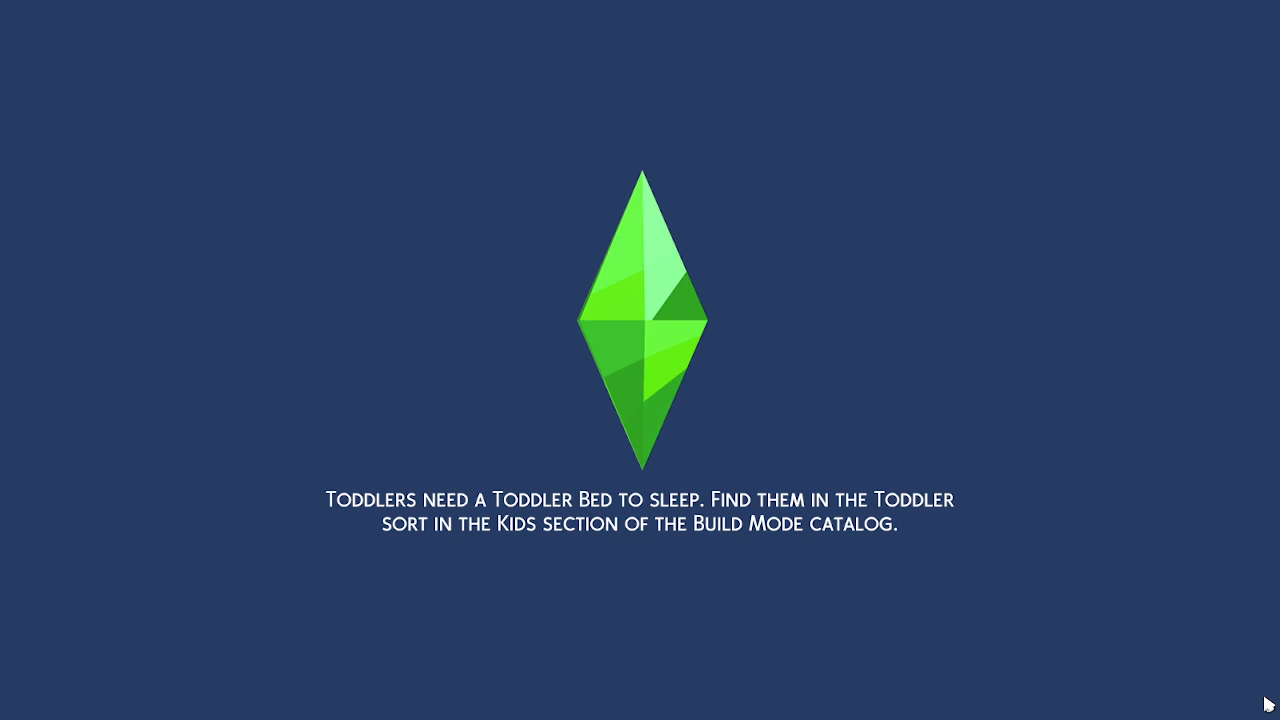 Toddlers need a Toddler Bed to sleep. Find them in the Toddler
sort in the Kids section of the Build Mode catalog.